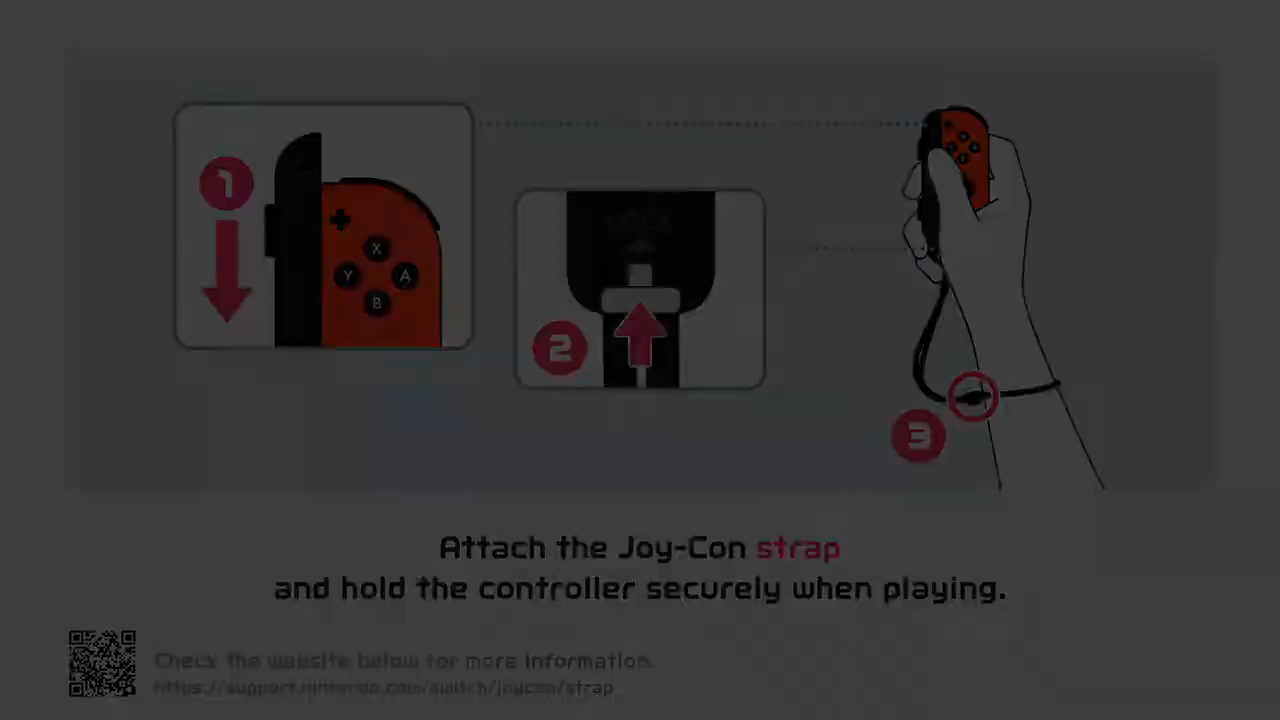 1
X
Y
A
B
LOCK
2
3
Attach the Joy-Con strap
and hold the controller securely when playing.
Check the website below for more information.
https://support.nintendo.com/switch/joycon/strap